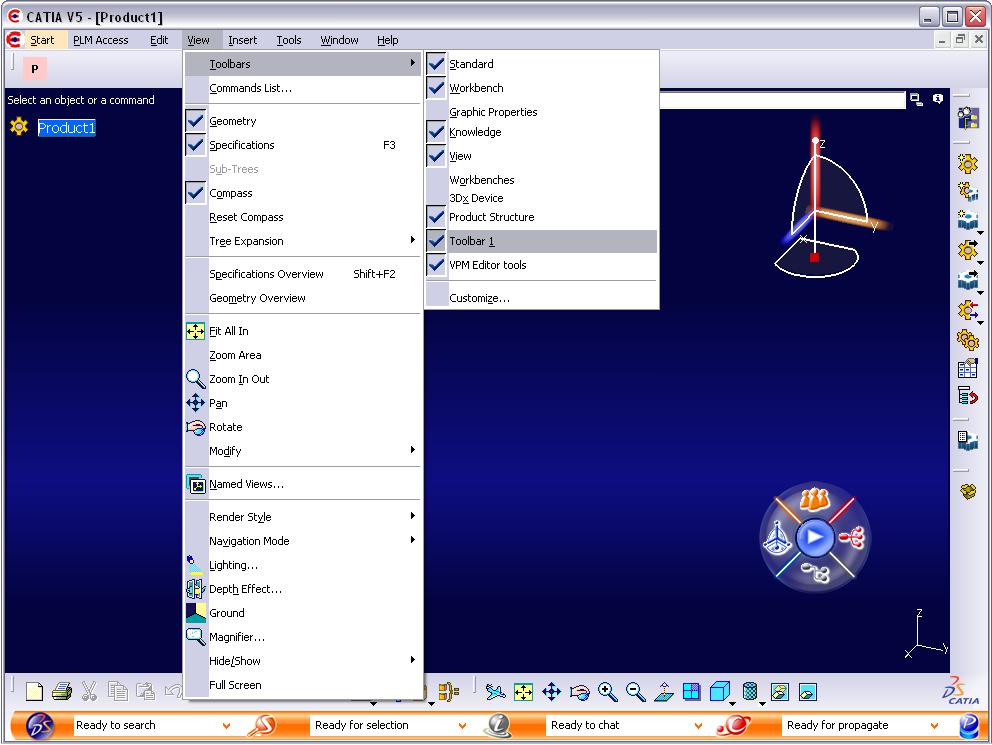 CATIA V5 - [Product1]
Start PLM Access Edit View Insert Tools Window Help
P
Select an object or a command
Product1
Toolbars
Commands List...
Geometry
Specifications F3
Sub-Trees
Compass
Reset Compass
Tree Expansion
Specifications Overview Shift+F2
Geometry Overview
Fit All In
Zoom Area
Zoom In Out
Pan
Rotate
Modify
Named Views...
Render Style
Navigation Mode
Lighting...
Depth Effect...
Ground
Magnifier...
Hide/Show
Full Screen
Standard
Workbench
Graphic Properties
Knowledge
View
Workbenches
3Dx Device
Product Structure
Toolbar 1
VPM Editor tools
Customize...
z
y
x
z
y
x
CATIA
Ready to search Ready for selection Ready to chat Ready for propagate